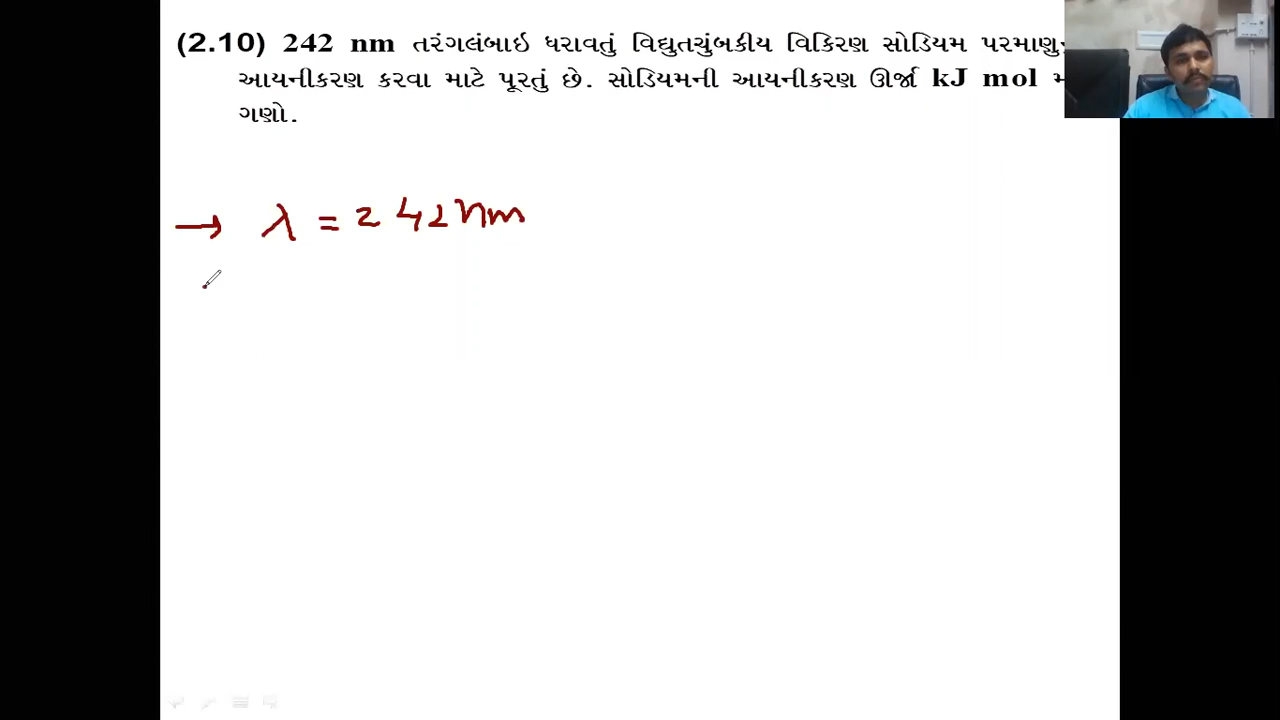 (2.10) 242 nm તરંગલંબાઇ ધરાવતું વિદ્યુતચુંબકીય વિકિરણ સોડિયમ
આયનીકરણ કરવા માટે પૂરતું છે. સોડિયમની આયનીકરણ ઊર્જા kJ mol
ગણો.
→ λ = 242 nm